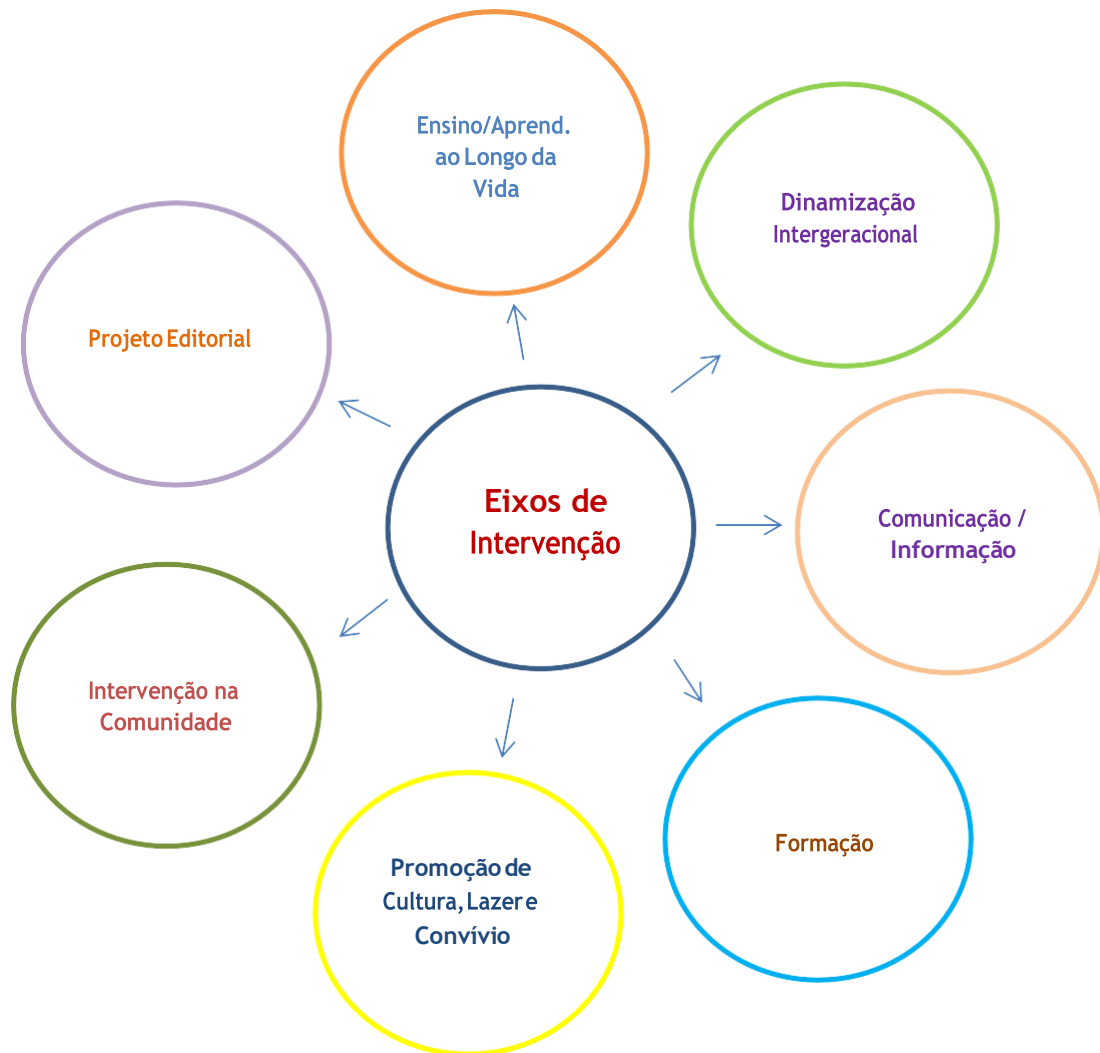 Ensino/Aprend.
ao Longo da
Vida
Dinamização
Intergeracional
Projeto Editorial
Eixos de
Intervenção
Comunicação /
Informação
Intervenção na
Comunidade
Formação
Promoção de
Cultura, Lazer e
Convívio